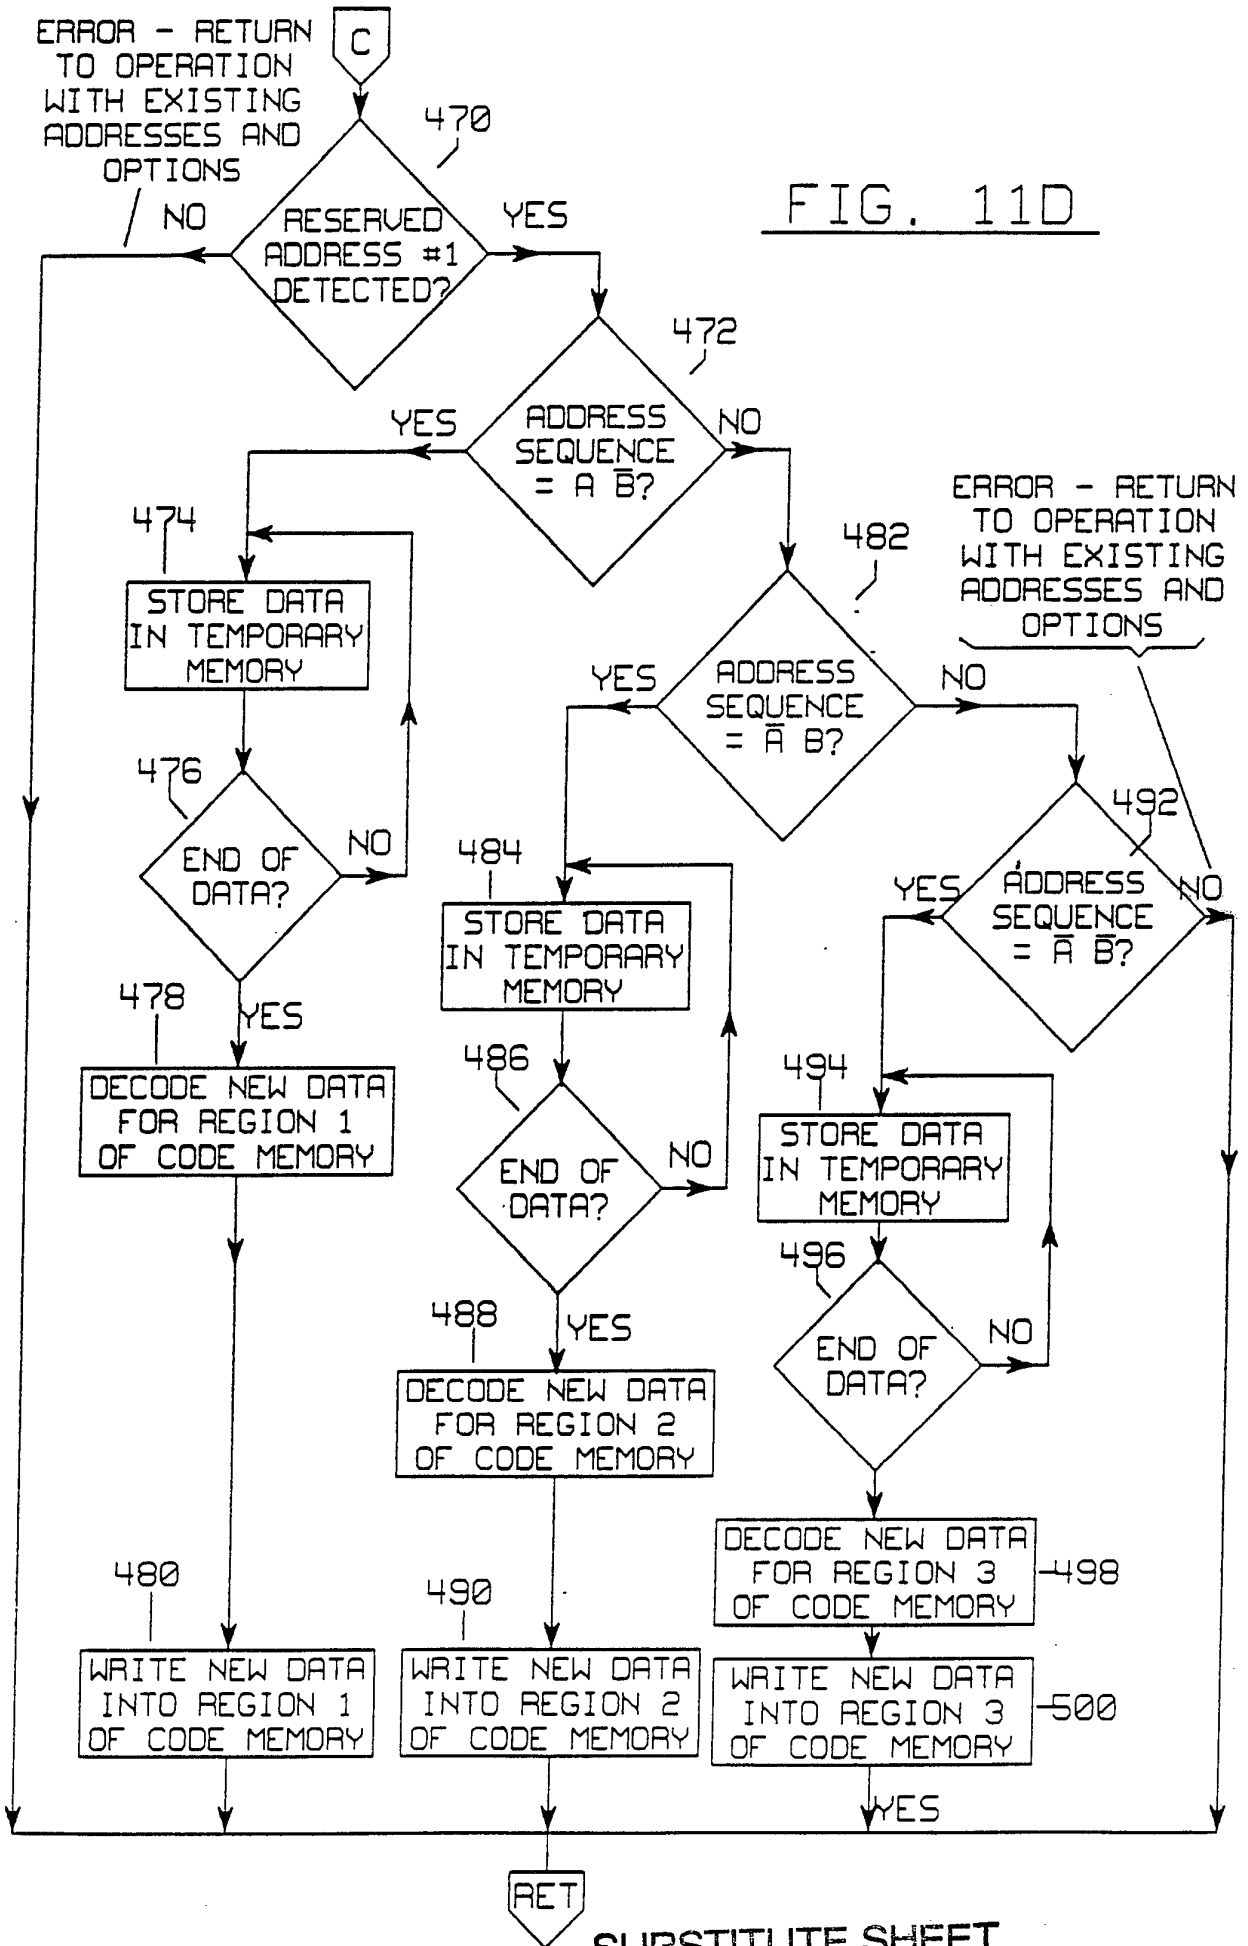 ERROR - RETURN
TO OPERATION
WITH EXISTING
ADDRESSES AND
OPTIONS
C
470
FIG. 11D
NO
RESERVED
ADDRESS #1
DETECTED?
YES
472
YES
ADDRESS
SEQUENCE
= A B̅?
NO
ERROR - RETURN
TO OPERATION
WITH EXISTING
ADDRESSES AND
OPTIONS
474
STORE DATA
IN TEMPORARY
MEMORY
482
YES
ADDRESS
SEQUENCE
= A̅ B?
NO
476
END OF
DATA?
NO
YES
492
YES
ADDRESS
SEQUENCE
= A̅ B̅?
NO
484
STORE DATA
IN TEMPORARY
MEMORY
478
DECODE NEW DATA
FOR REGION 1
OF CODE MEMORY
486
END OF
DATA?
NO
YES
494
STORE DATA
IN TEMPORARY
MEMORY
496
END OF
DATA?
NO
488
DECODE NEW DATA
FOR REGION 2
OF CODE MEMORY
DECODE NEW DATA
FOR REGION 3
OF CODE MEMORY
498
480
WRITE NEW DATA
INTO REGION 1
OF CODE MEMORY
490
WRITE NEW DATA
INTO REGION 2
OF CODE MEMORY
WRITE NEW DATA
INTO REGION 3
OF CODE MEMORY
500
YES
RET
SUBSTITUTE SHEET